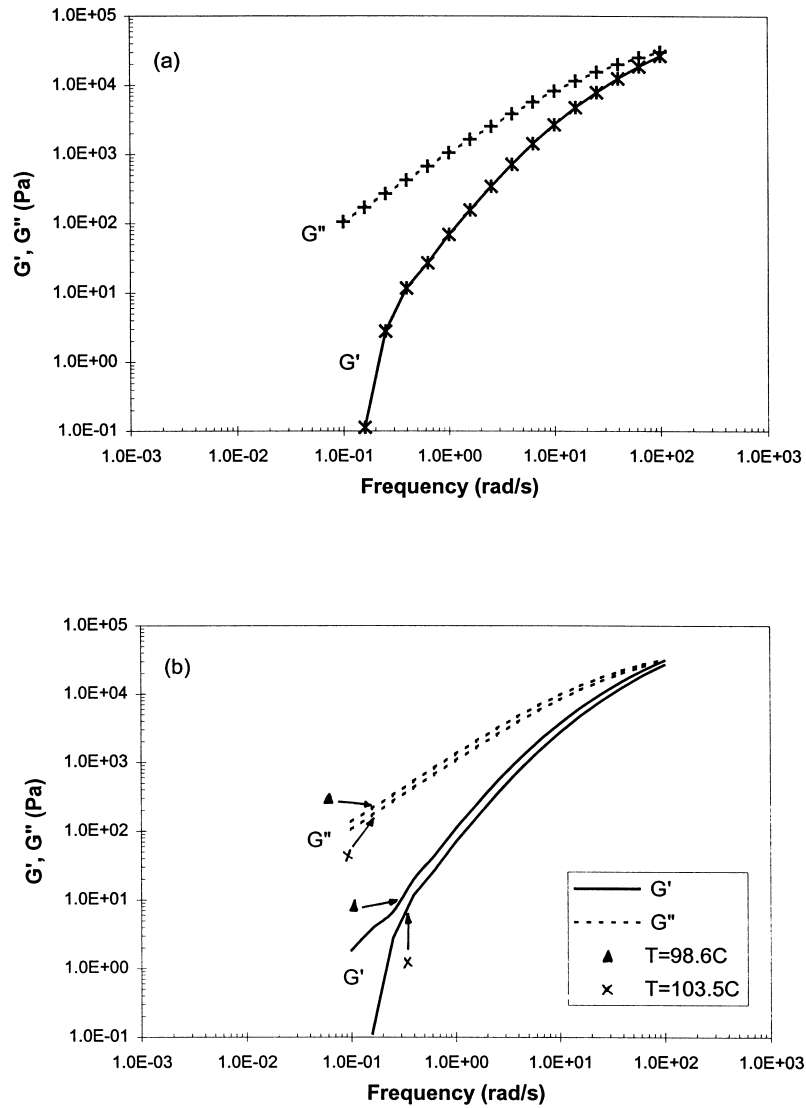 1.0E+05
(a)
1.0E+04
1.0E+03
1.0E+02
G"
G', G" (Pa)
1.0E+01
G'
1.0E+00
1.0E-01
1.0E-03 1.0E-02 1.0E-01 1.0E+00 1.0E+01 1.0E+02 1.0E+03
Frequency (rad/s)
1.0E+05
(b)
1.0E+04
1.0E+03
G', G" (Pa)
1.0E+02
G"
1.0E+01
G'
G"
1.0E+00
G'
T=98.6C
T=103.5C
1.0E-01
1.0E-03 1.0E-02 1.0E-01 1.0E+00 1.0E+01 1.0E+02 1.0E+03
Frequency (rad/s)